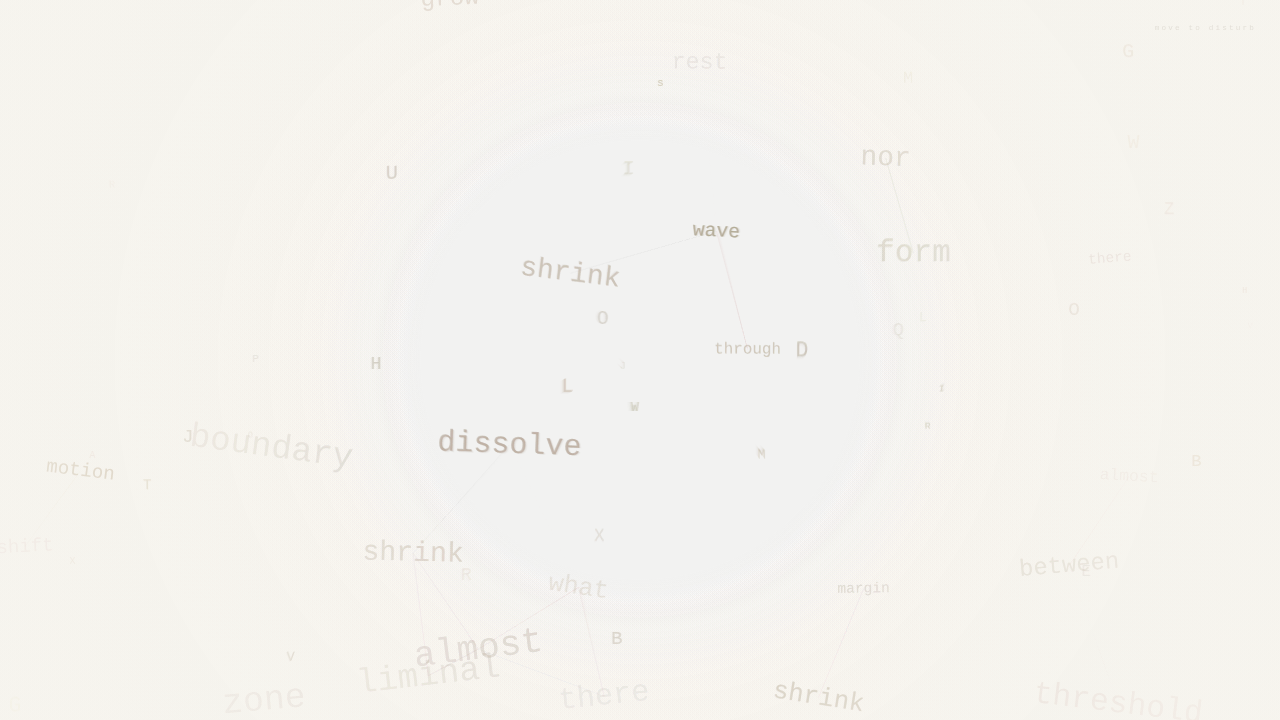 grow
rest
s
M
G
U
I
nor
W
wave
Z
shrink
form
there
O
O
L
through
D
Q
P
H
J
L
W
R
dissolve
J
boundary
M
motion
T
B
almost
shift
X
shrink
R
what
between
E
margin
B
almost
V
liminal
zone
there
shrink
threshold